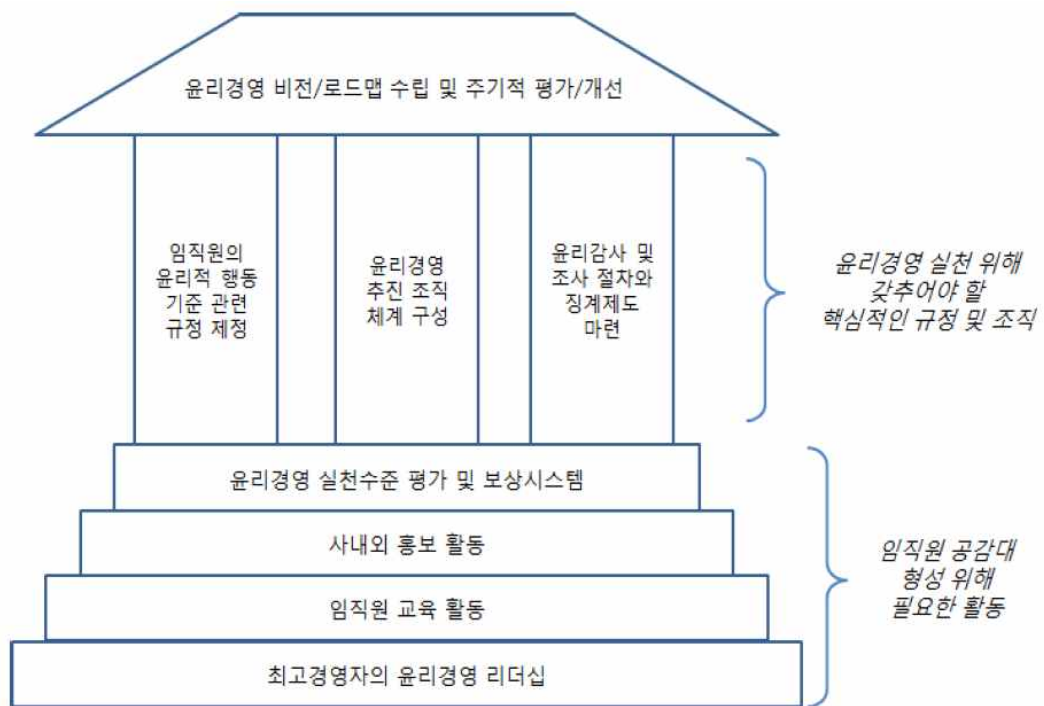 윤리경영 비전/로드맵 수립 및 주기적 평가/개선
임직원의
윤리적 행동
기준 관련
규정 제정
윤리경영
추진 조직
체계 구성
윤리감사 및
조사 절차와
징계제도
마련
윤리경영 실천 위해
갖추어야 할
핵심적인 규정 및 조직
윤리경영 실천수준 평가 및 보상시스템
사내외 홍보 활동
임직원 교육 활동
최고경영자의 윤리경영 리더십
임직원 공감대
형성 위해
필요한 활동